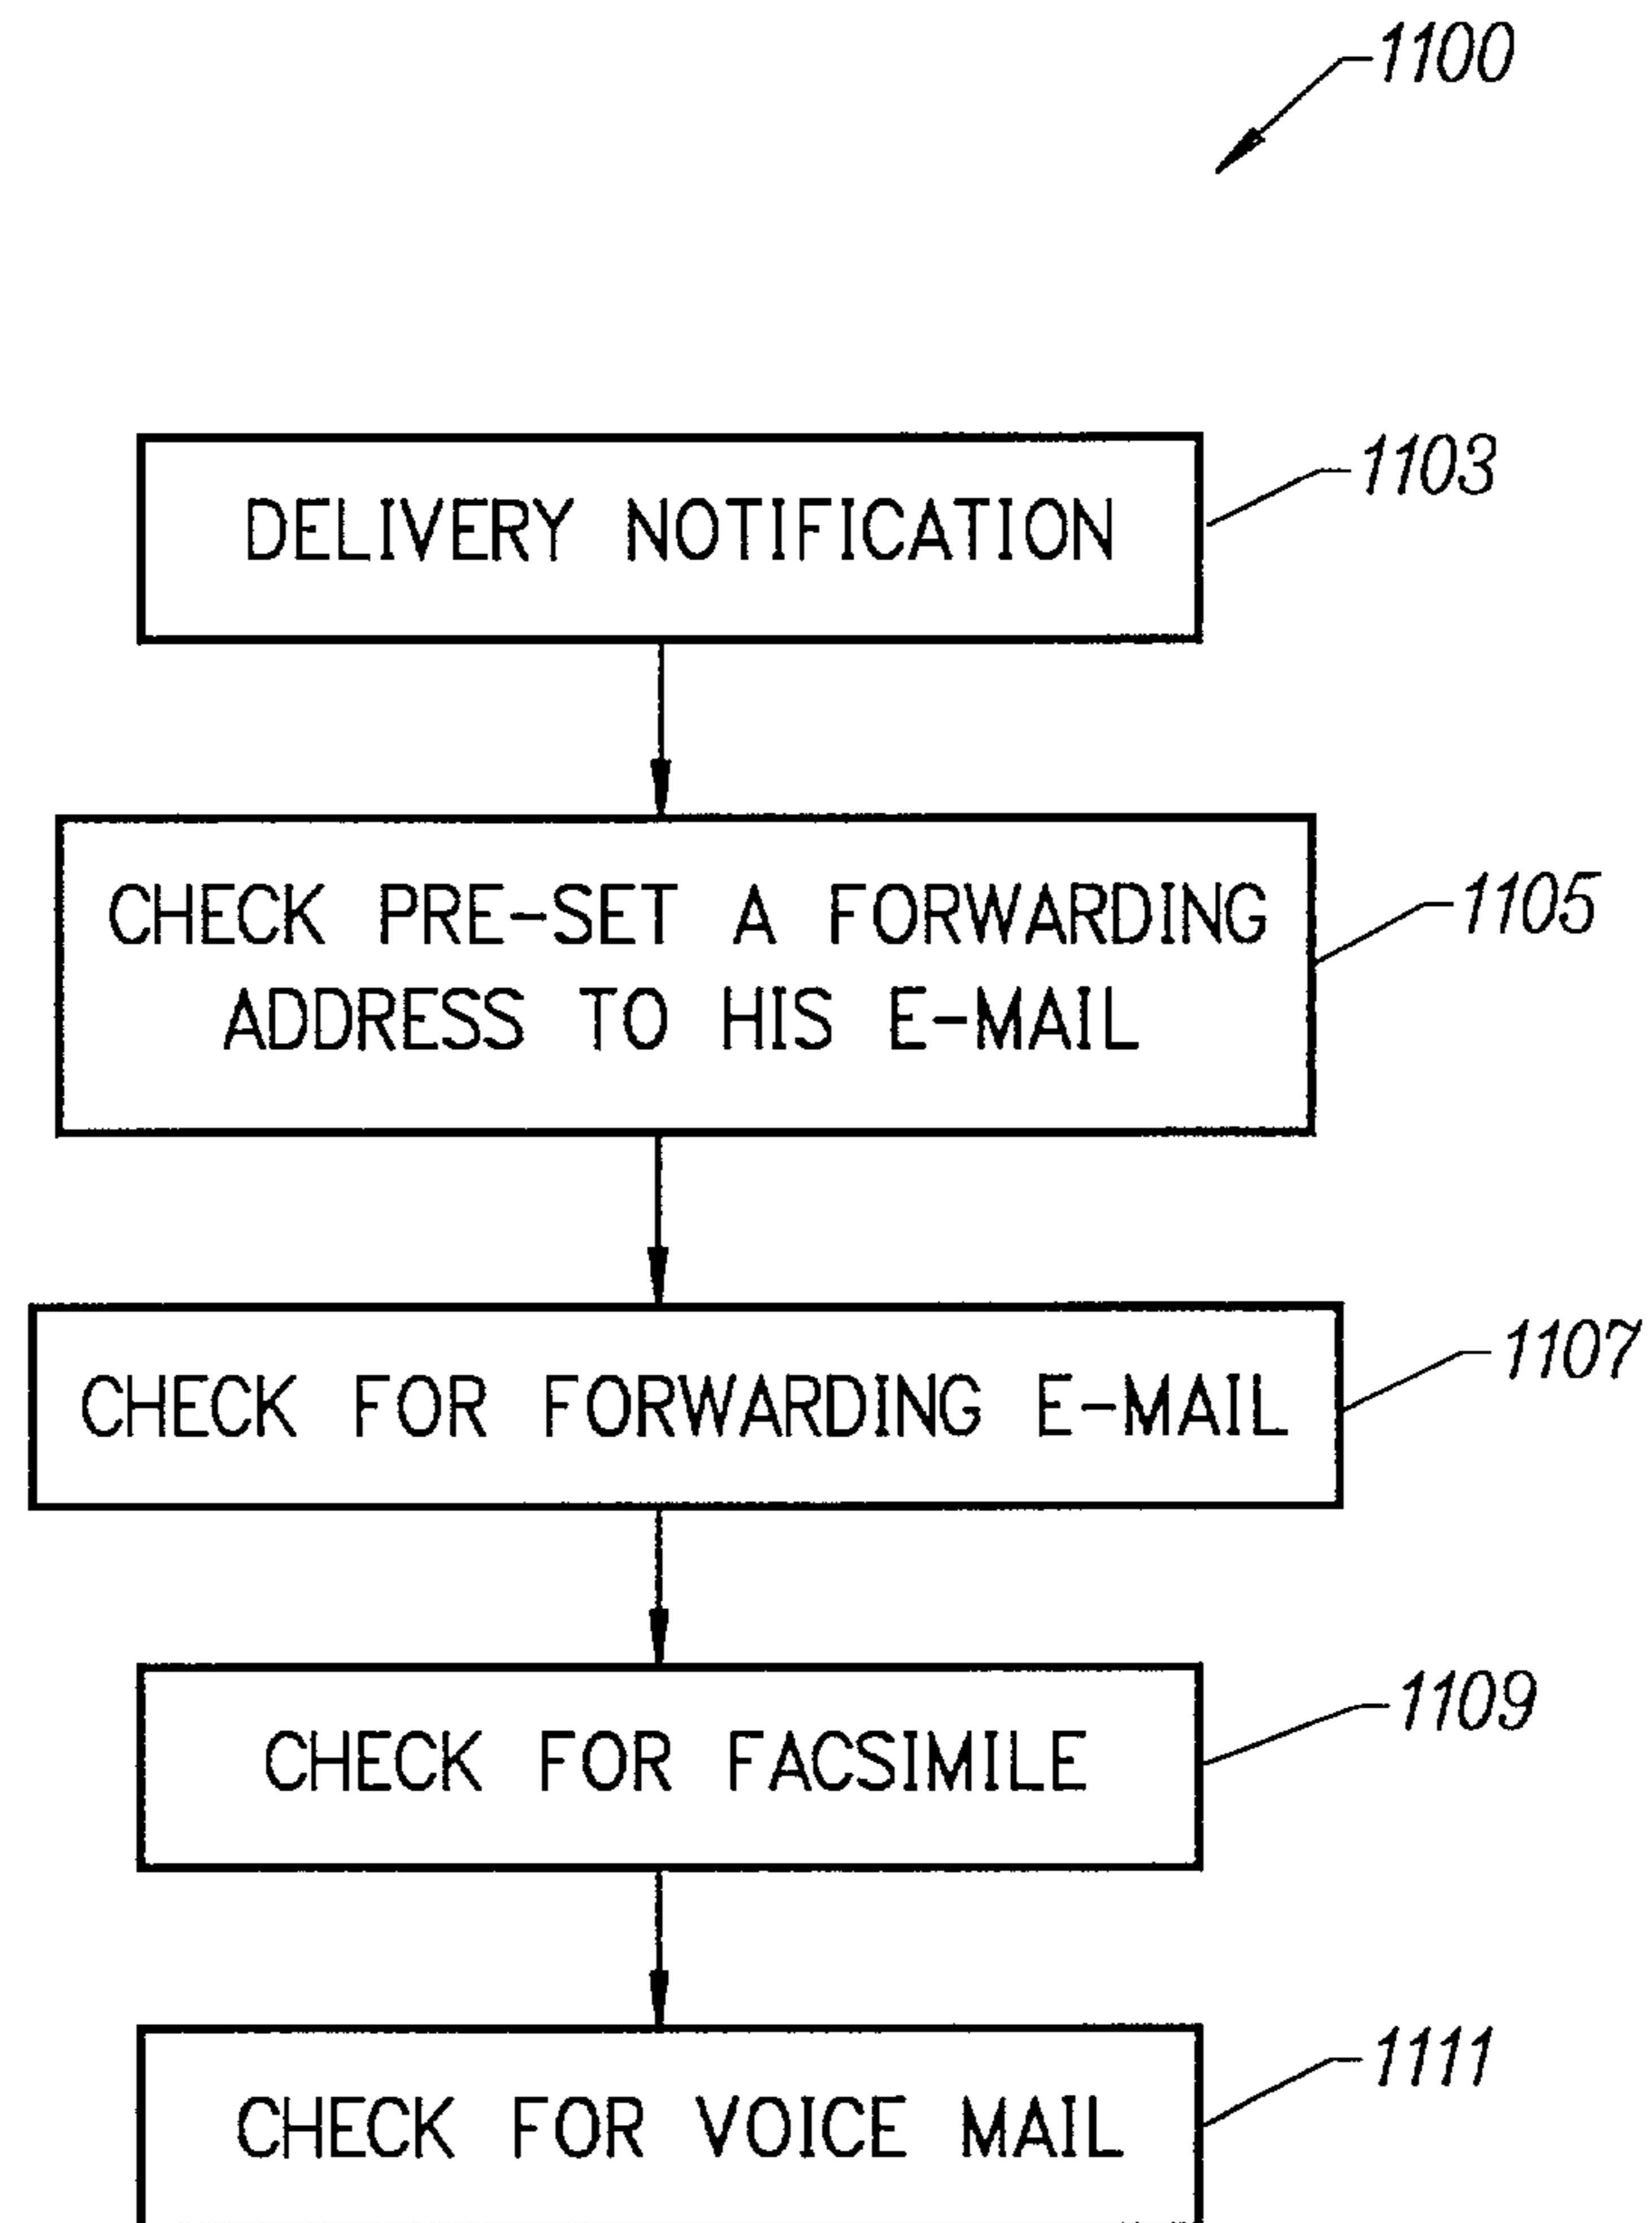 1100
1103
DELIVERY NOTIFICATION
1105
CHECK PRE-SET A FORWARDING
ADDRESS TO HIS E-MAIL
1107
CHECK FOR FORWARDING E-MAIL
1109
CHECK FOR FACSIMILE
1111
CHECK FOR VOICE MAIL